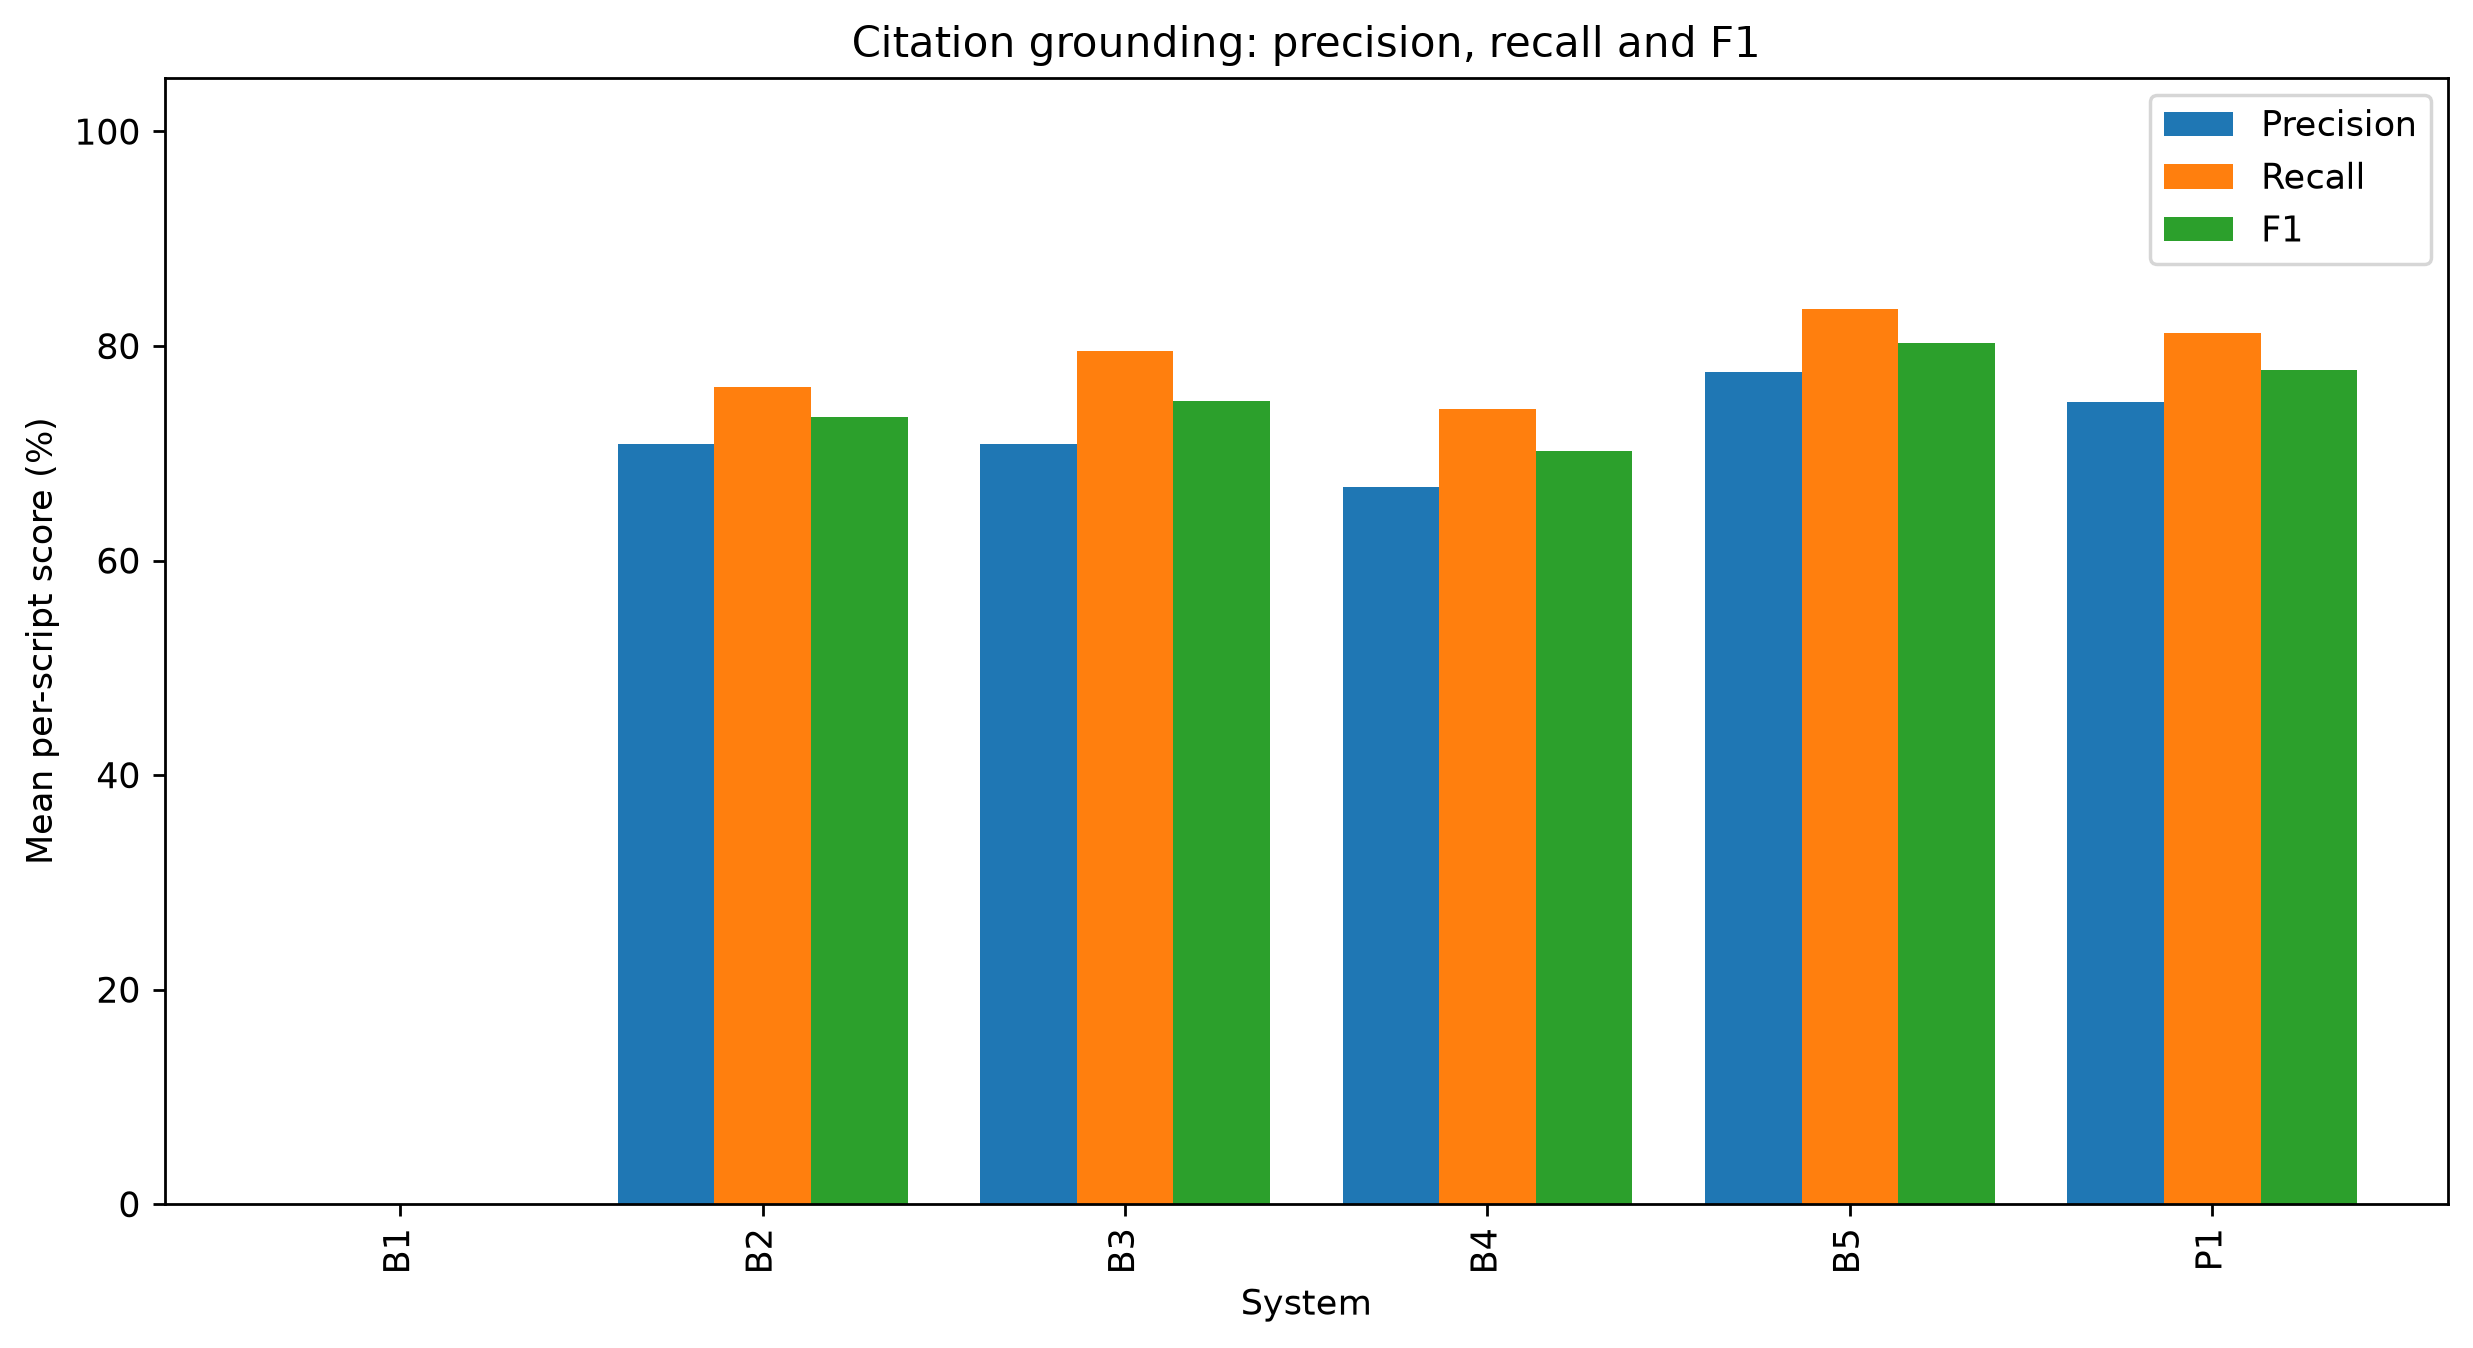 Citation grounding: precision, recall and F1
Precision
Recall
F1
100
80
60
40
20
0
Mean per-script score (%)
B1
B2
B3
B4
B5
P1
System